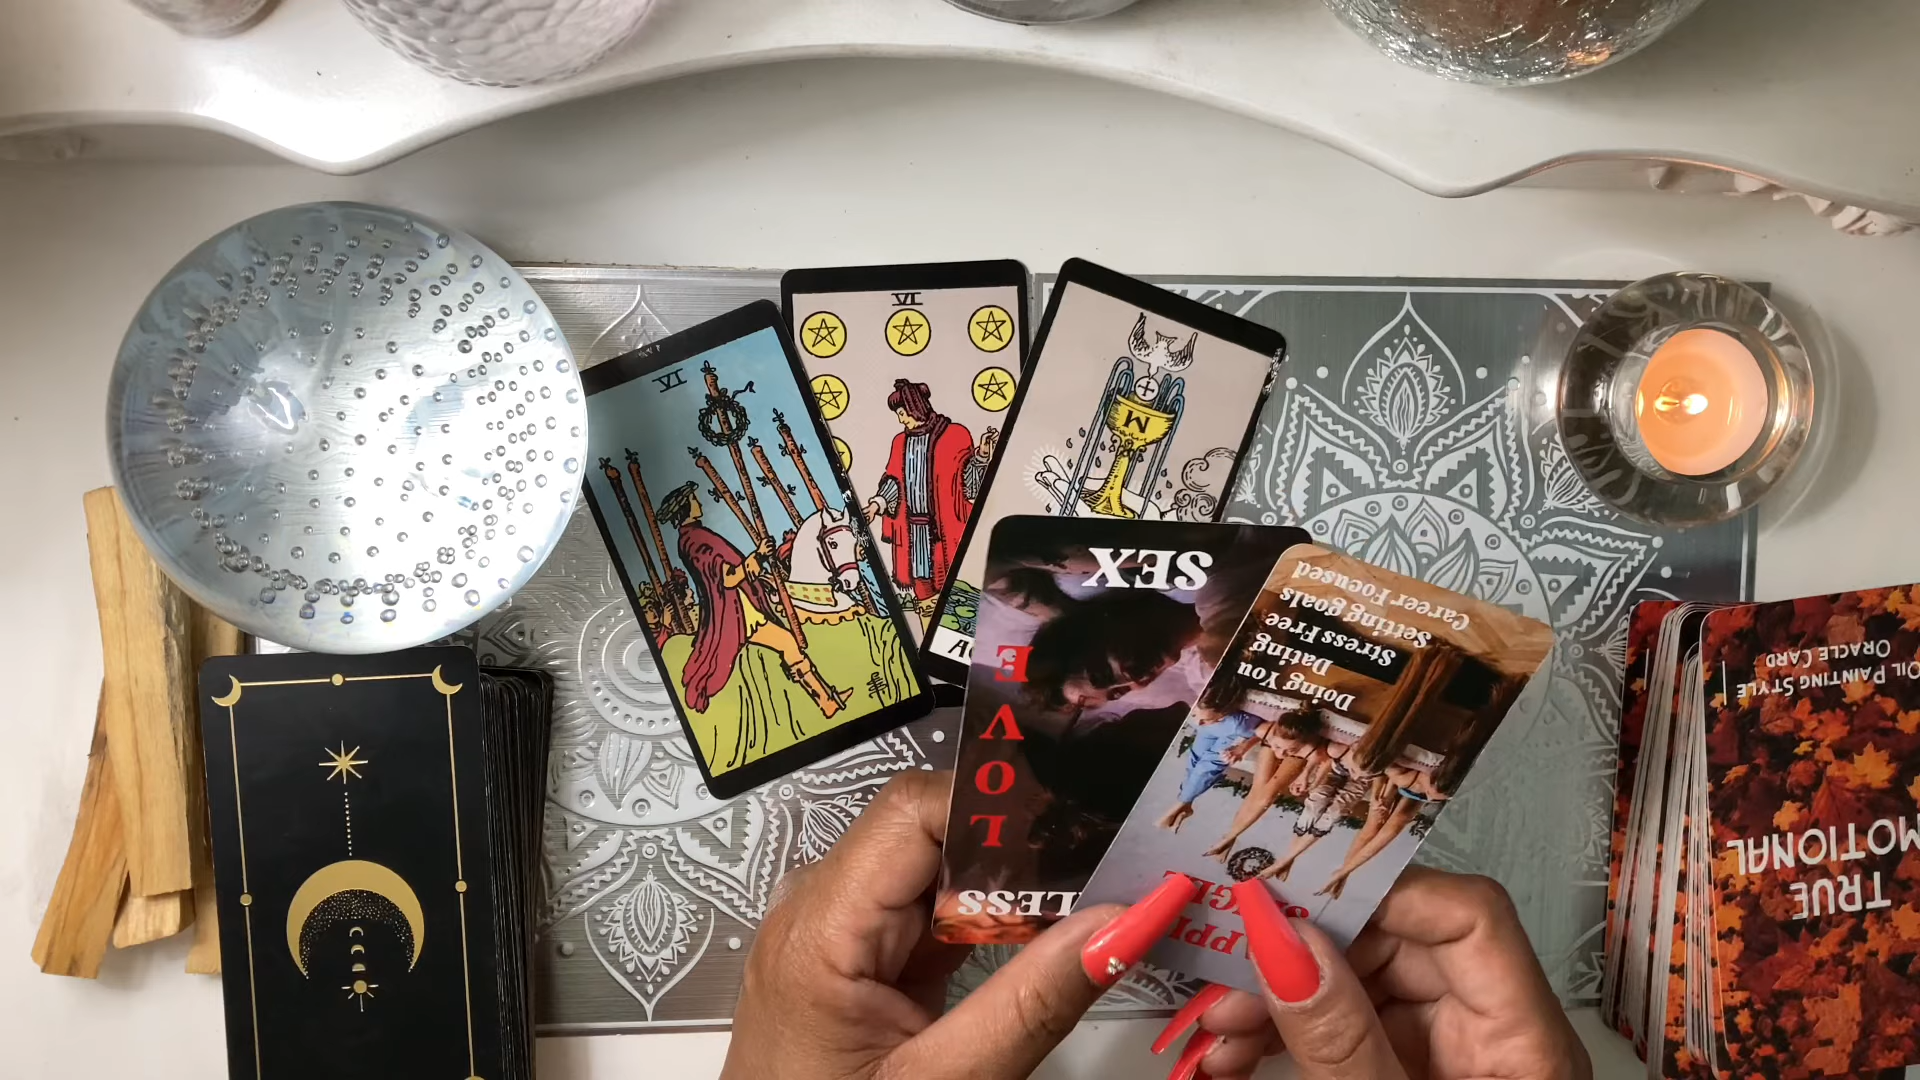 VI
VI
W
SEX
LOVE
LESS
Doing You
Dating
Stress Free
Setting goals
Career Focused
TRUE
OIL PAINTING STYLE
ORACLE CARD